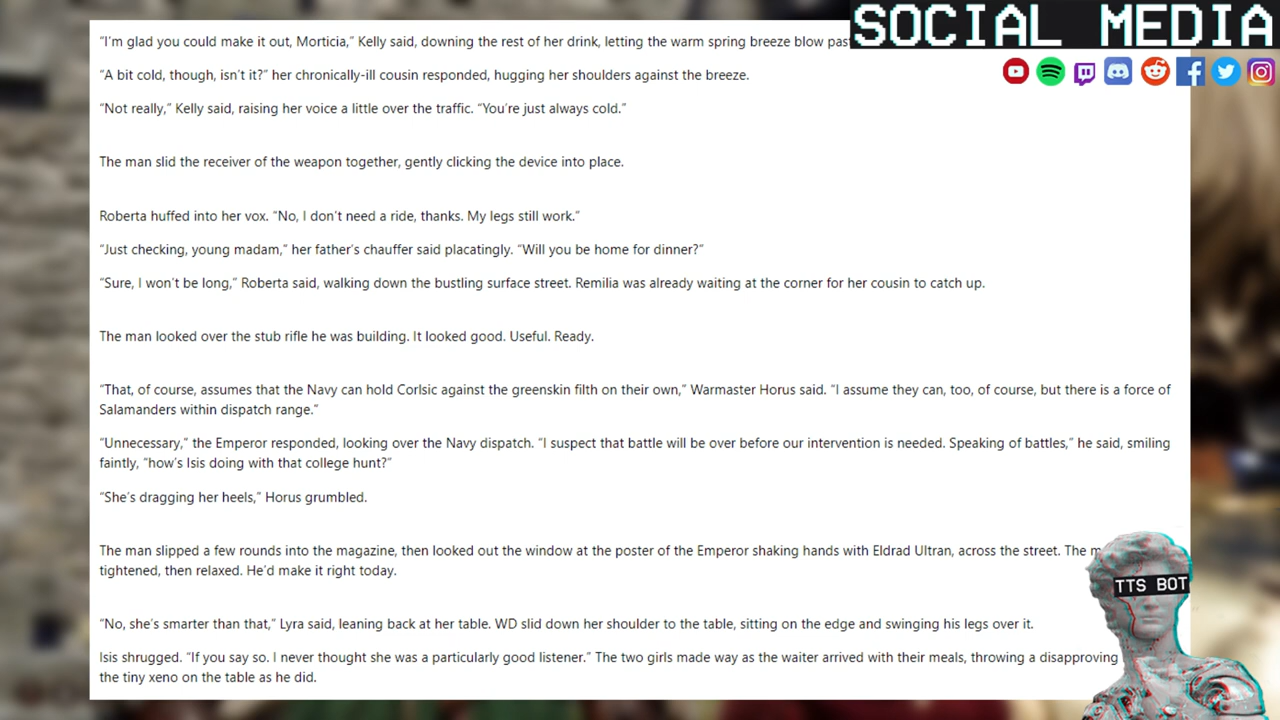 SOCIAL MEDIA
“I’m glad you could make it out, Morticia,” Kelly said, downing the rest of her drink, letting the warm spring breeze blow pas
“A bit cold, though, isn’t it?” her chronically-ill cousin responded, hugging her shoulders against the breeze.
“Not really,” Kelly said, raising her voice a little over the traffic. “You’re just always cold.”
The man slid the receiver of the weapon together, gently clicking the device into place.
Roberta huffed into her vox. “No, I don’t need a ride, thanks. My legs still work.”
“Just checking, young madam,” her father’s chauffer said placatingly. “Will you be home for dinner?”
“Sure, I won’t be long,” Roberta said, walking down the bustling surface street. Remilia was already waiting at the corner for her cousin to catch up.
The man looked over the stub rifle he was building. It looked good. Useful. Ready.
“That, of course, assumes that the Navy can hold Corlsic against the greenskin filth on their own,” Warmaster Horus said. “I assume they can, too, of course, but there is a force of
Salamanders within dispatch range.”
“Unnecessary,” the Emperor responded, looking over the Navy dispatch. “I suspect that battle will be over before our intervention is needed. Speaking of battles,” he said, smiling
faintly, “how’s Isis doing with that college hunt?”
“She’s dragging her heels,” Horus grumbled.
The man slipped a few rounds into the magazine, then looked out the window at the poster of the Emperor shaking hands with Eldrad Ultran, across the street. The
tightened, then relaxed. He’d make it right today.
“No, she’s smarter than that,” Lyra said, leaning back at her table. WD slid down her shoulder to the table, sitting on the edge and swinging his legs over it.
Isis shrugged. “If you say so. I never thought she was a particularly good listener.” The two girls made way as the waiter arrived with their meals, throwing a disapproving
the tiny xeno on the table as he did.
TTS BOT